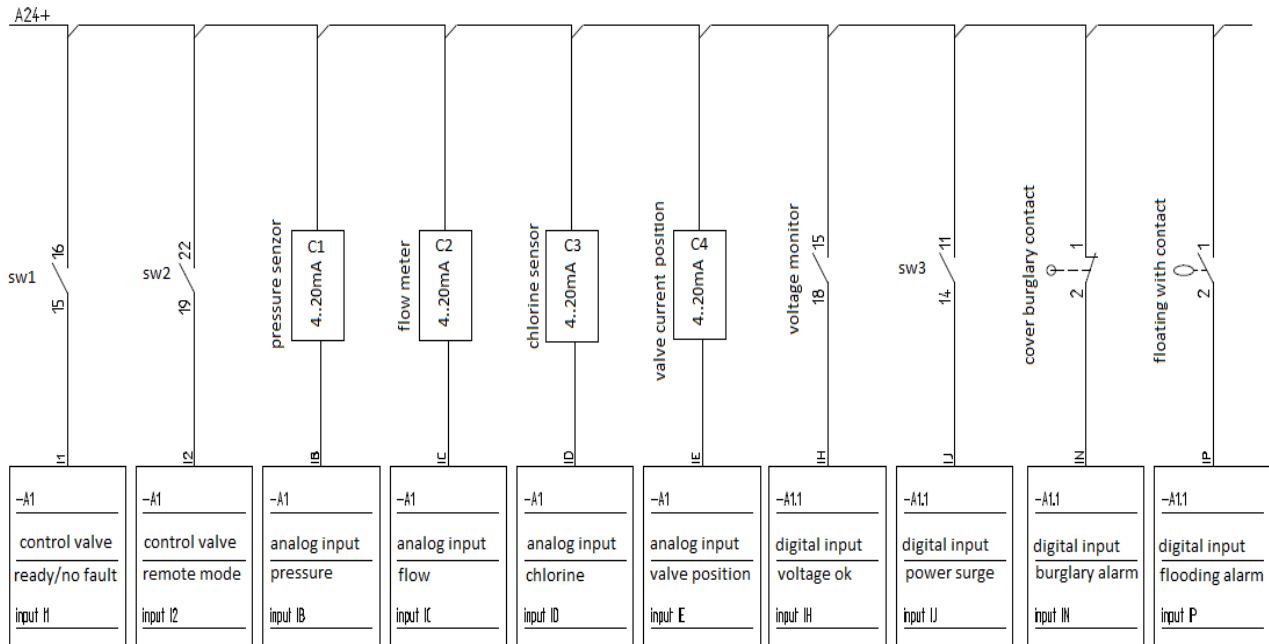 A24+
sw1
16
15
sw2
22
19
pressure senzor
C1
4..20mA
flow meter
C2
4..20mA
chlorine sensor
C3
4..20mA
valve current position
C4
4..20mA
voltage monitor
15
18
sw3
11
14
cover burglary contact
1
2
floating with contact
1
2
I1
I2
IB
IC
ID
IE
IH
IJ
IN
IP
-A1
control valve
ready/no fault
input I1
-A1
control valve
remote mode
input I2
-A1
analog input
pressure
input IB
-A1
analog input
flow
input IC
-A1
analog input
chlorine
input ID
-A1
analog input
valve position
input E
-A1.1
digital input
voltage ok
input IH
-A1.1
digital input
power surge
input IJ
-A1.1
digital input
burglary alarm
input IN
-A1.1
digital input
flooding alarm
input P